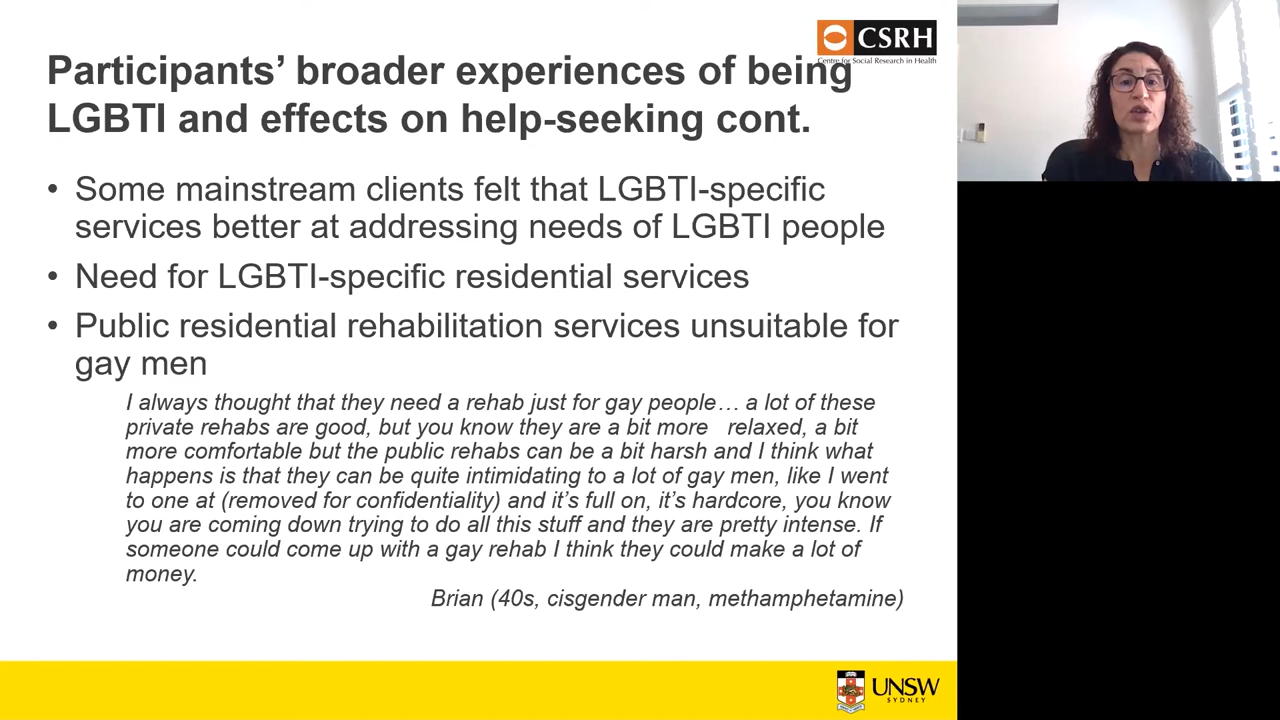 CSRH
Centre for Social Research in Health
Participants’ broader experiences of being
LGBTI and effects on help-seeking cont.
• Some mainstream clients felt that LGBTI-specific
services better at addressing needs of LGBTI people
• Need for LGBTI-specific residential services
• Public residential rehabilitation services unsuitable for
gay men
I always thought that they need a rehab just for gay people… a lot of these
private rehabs are good, but you know they are a bit more relaxed, a bit
more comfortable but the public rehabs can be a bit harsh and I think what
happens is that they can be quite intimidating to a lot of gay men, like I went
to one at (removed for confidentiality) and it’s full on, it’s hardcore, you know
you are coming down trying to do all this stuff and they are pretty intense. If
someone could come up with a gay rehab I think they could make a lot of
money.
Brian (40s, cisgender man, methamphetamine)
UNSW
SYDNEY